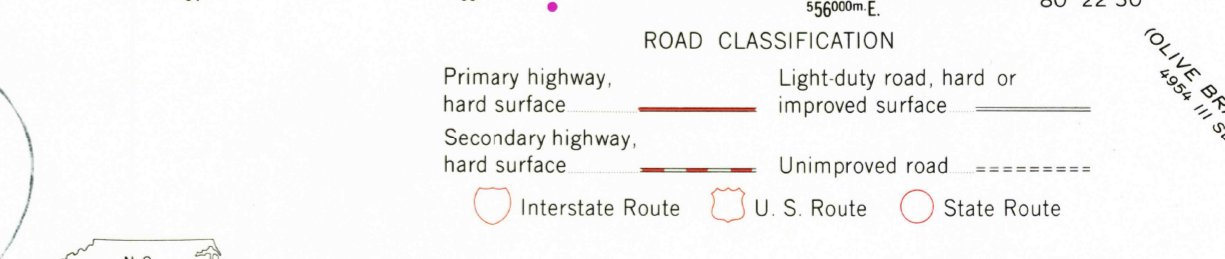 556000m.E.
80°22'30"
ROAD CLASSIFICATION
Primary highway,
hard surface
Light-duty road, hard or
improved surface
Secondary highway,
hard surface
Unimproved road
Interstate Route
U. S. Route
State Route
(OLIVE
4954 III